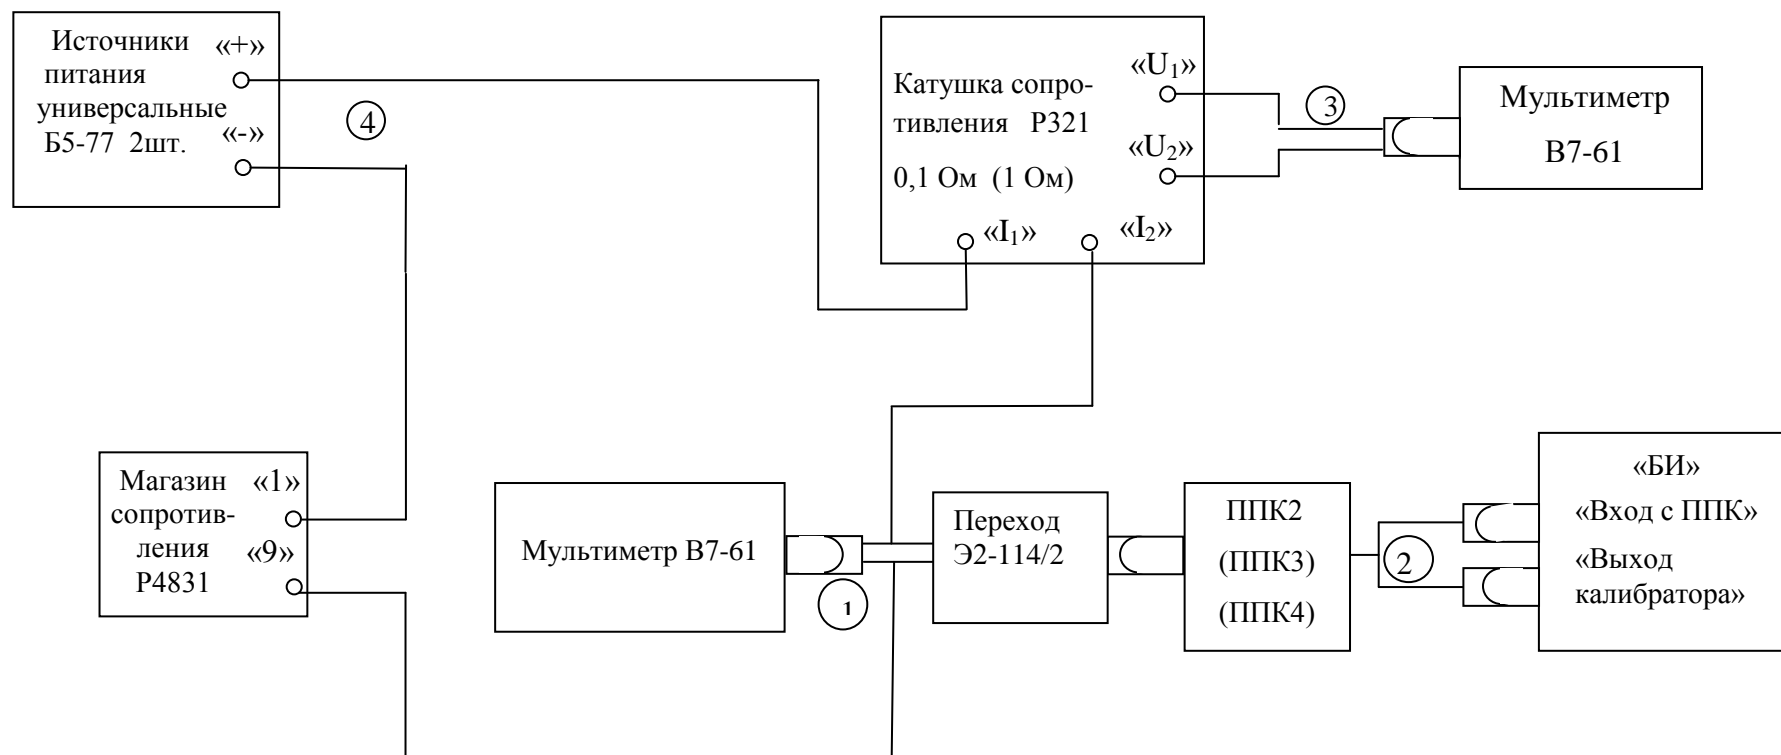 Источники
«+»
питания
универсальные
«-»
Б5-77 2шт.
4
Катушка сопро-
тивления Р321
0,1 Ом (1 Ом)
«U1»
«U2»
«I1»
«I2»
3
Мультиметр
В7-61
Магазин
«1»
сопротив-
«9»
ления
Р4831
Мультиметр В7-61
1
Переход
Э2-114/2
ППК2
(ППК3)
(ППК4)
2
«БИ»
«Вход с ППК»
«Выход
калибратора»